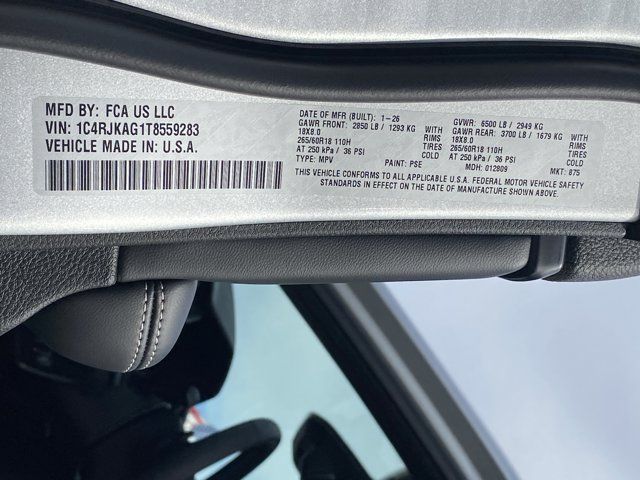 MFD BY: FCA US LLC
VIN: 1C4RJKAG1T8559283
VEHICLE MADE IN: U.S.A.
DATE OF MFR (BUILT): 1-26
GAWR FRONT: 2850 LB / 1293 KG WITH
18X8.0 RIMS
265/60R18 110H TIRES
AT 250 kPa / 36 PSI COLD
TYPE: MPV PAINT: PSE
GVWR: 6500 LB / 2949 KG
GAWR REAR: 3700 LB / 1679 KG WITH
18X8.0 RIMS
265/60R18 110H TIRES
AT 250 kPa / 36 PSI COLD
MDH: 012809 MKT: 875
THIS VEHICLE CONFORMS TO ALL APPLICABLE U.S.A. FEDERAL MOTOR VEHICLE SAFETY
STANDARDS IN EFFECT ON THE DATE OF MANUFACTURE SHOWN ABOVE.